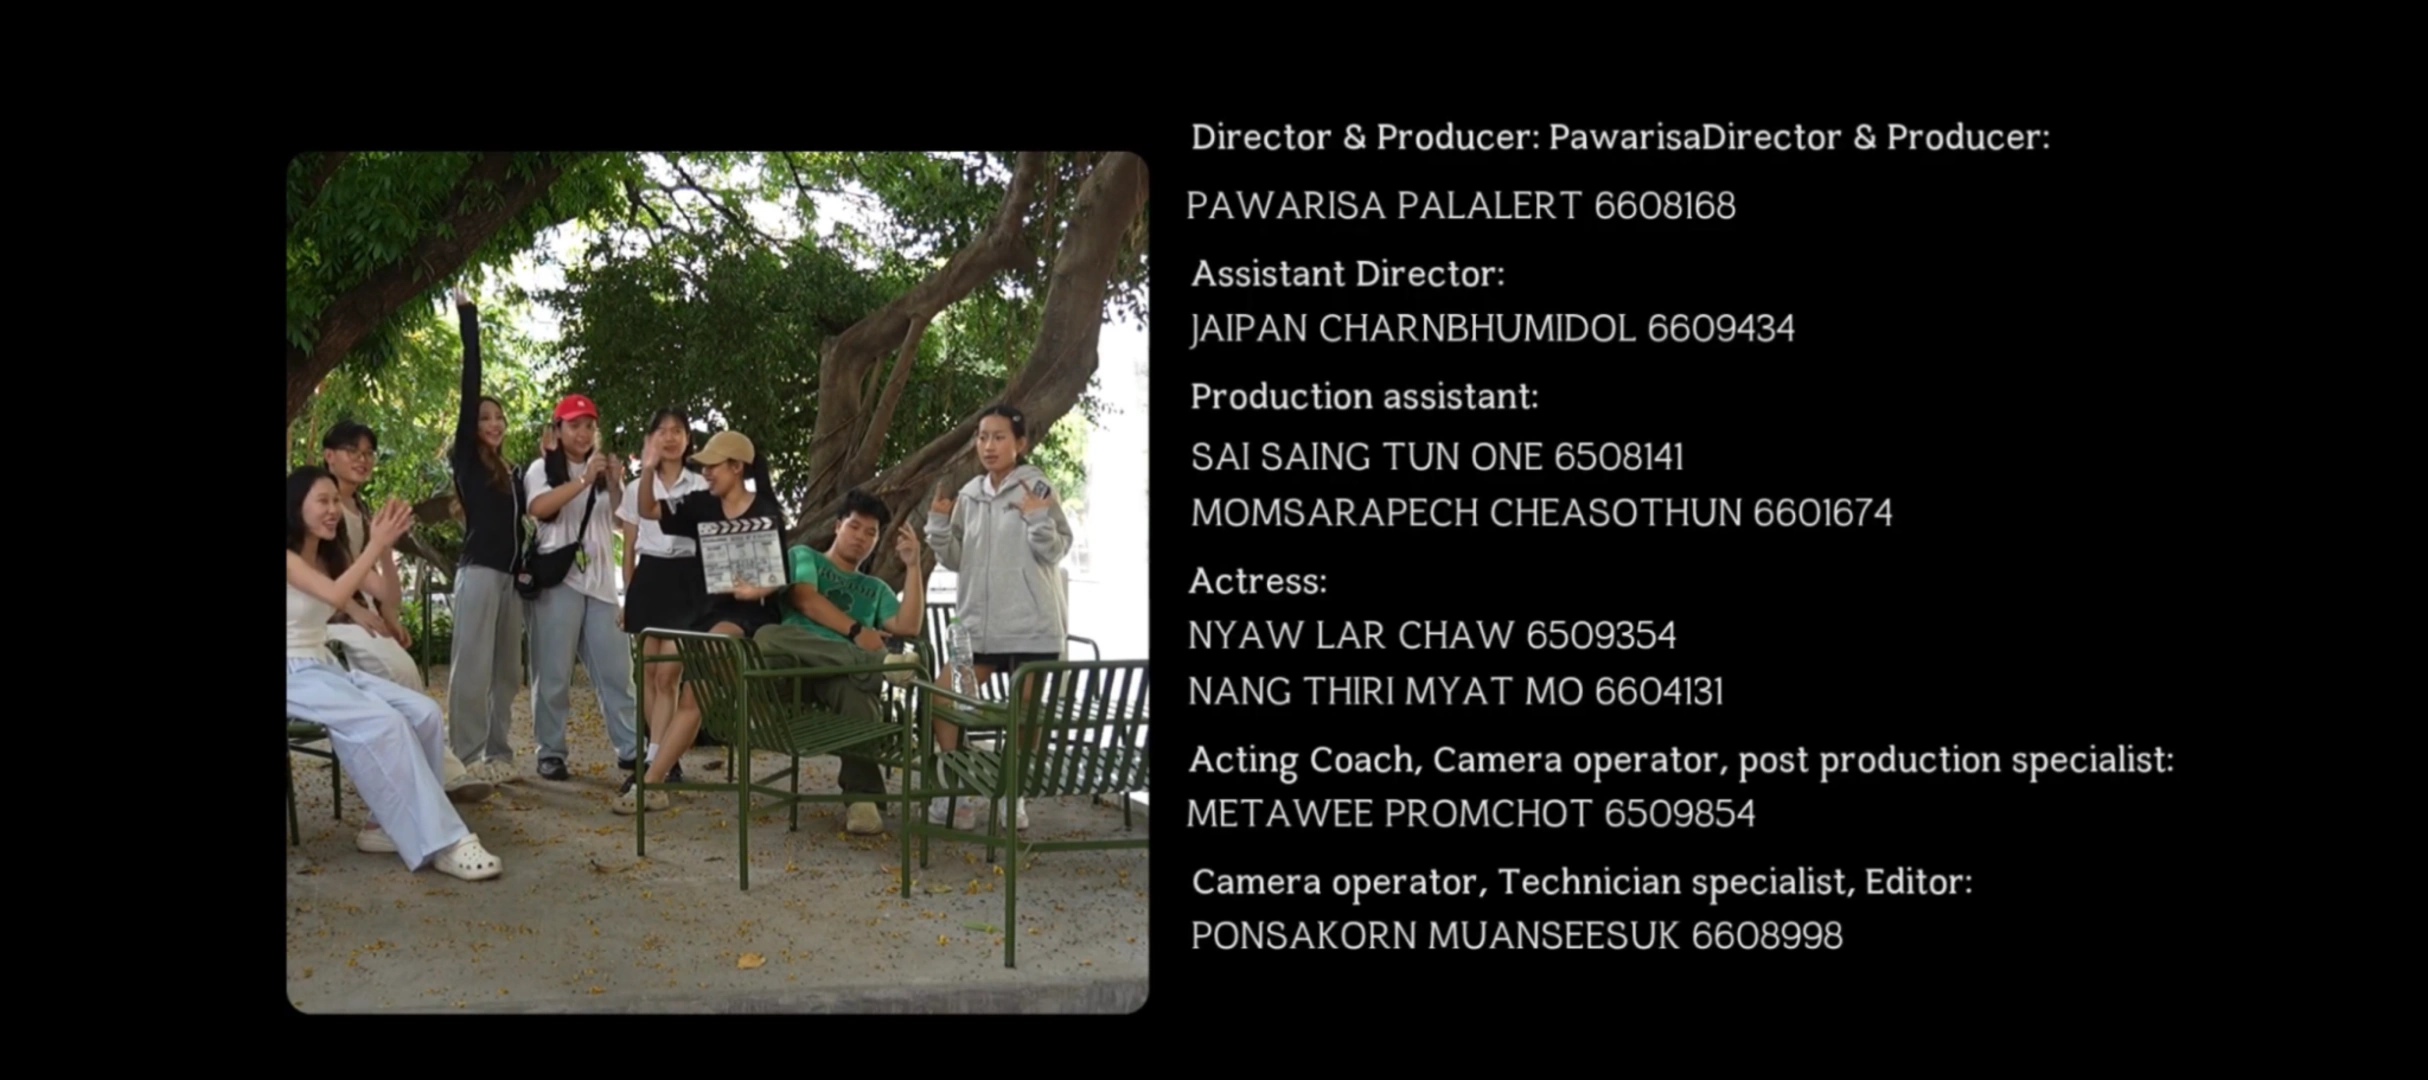 Director & Producer: PawarisaDirector & Producer:
PAWARISA PALALERT 6608168
Assistant Director:
JAIPAN CHARNBHUMIDOL 6609434
Production assistant:
SAI SAING TUN ONE 6508141
MOMSARAPECH CHEASOTHUN 6601674
Actress:
NYAW LAR CHAW 6509354
NANG THIRI MYAT MO 6604131
Acting Coach, Camera operator, post production specialist:
METAWEE PROMCHOT 6509854
Camera operator, Technician specialist, Editor:
PONSAKORN MUANSEESUK 6608998